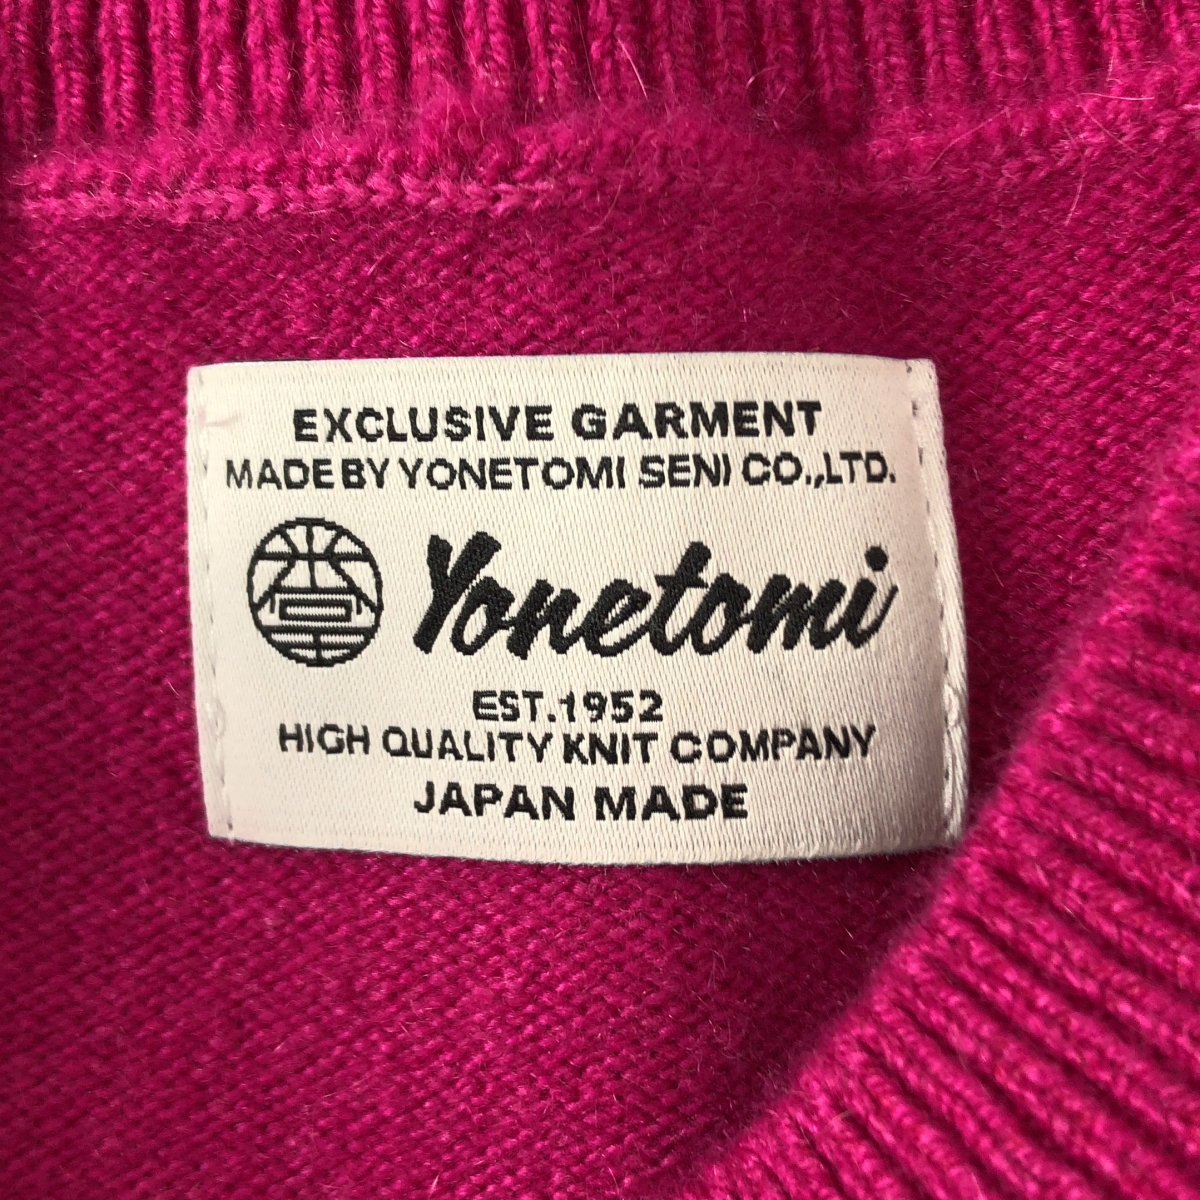 EXCLUSIVE GARMENT
MADE BY YONETOMI SENI CO.,LTD.
Yonetomi
EST.1952
HIGH QUALITY KNIT COMPANY
JAPAN MADE